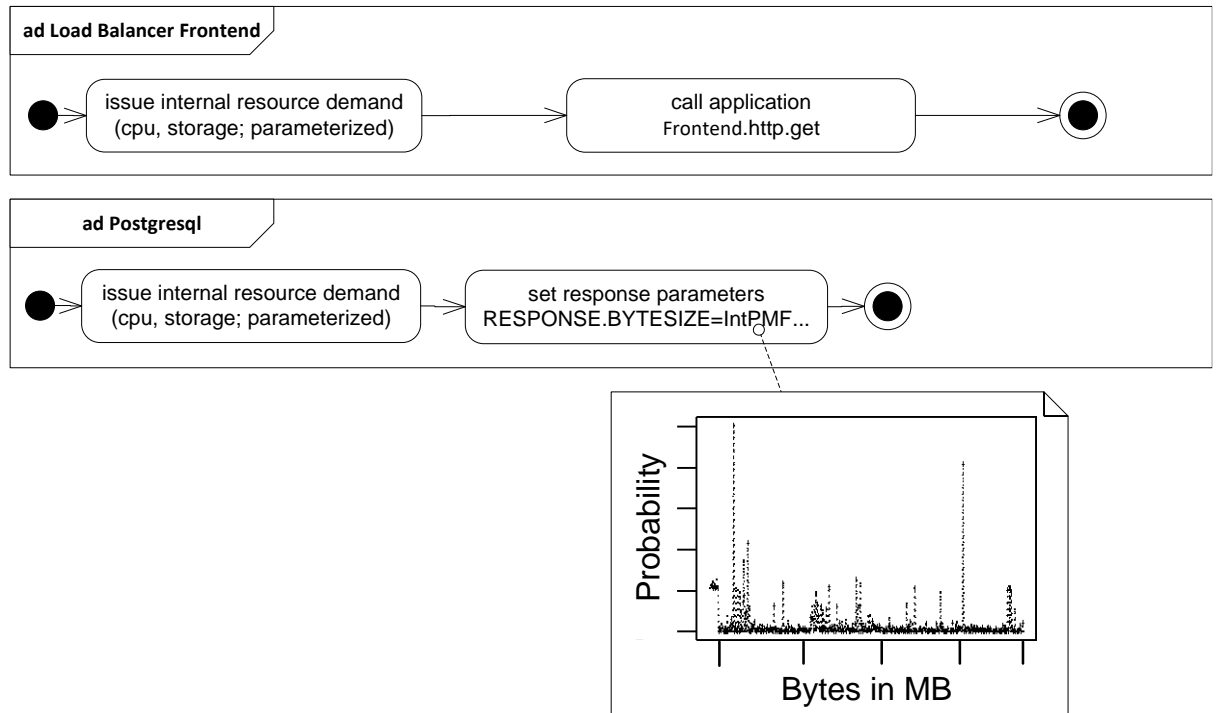 ad Load Balancer Frontend
issue internal resource demand
(cpu, storage; parameterized)
call application
Frontend.http.get
ad Postgresql
issue internal resource demand
(cpu, storage; parameterized)
set response parameters
RESPONSE.BYTESIZE=IntPMF...
Probability
Bytes in MB